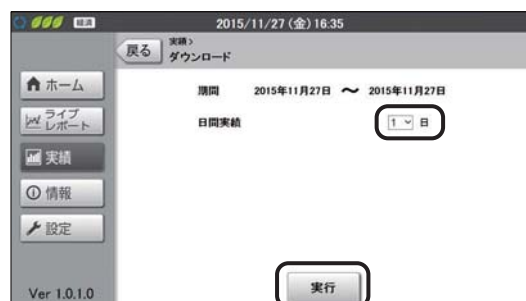 経済
2015/11/27 (金) 16:35
戻る
実績>
ダウンロード
ホーム
ライブ
レポート
実績
情報
設定
Ver 1.0.1.0
期間 2015年11月27日 ～ 2015年11月27日
日間実績 1 日
実行